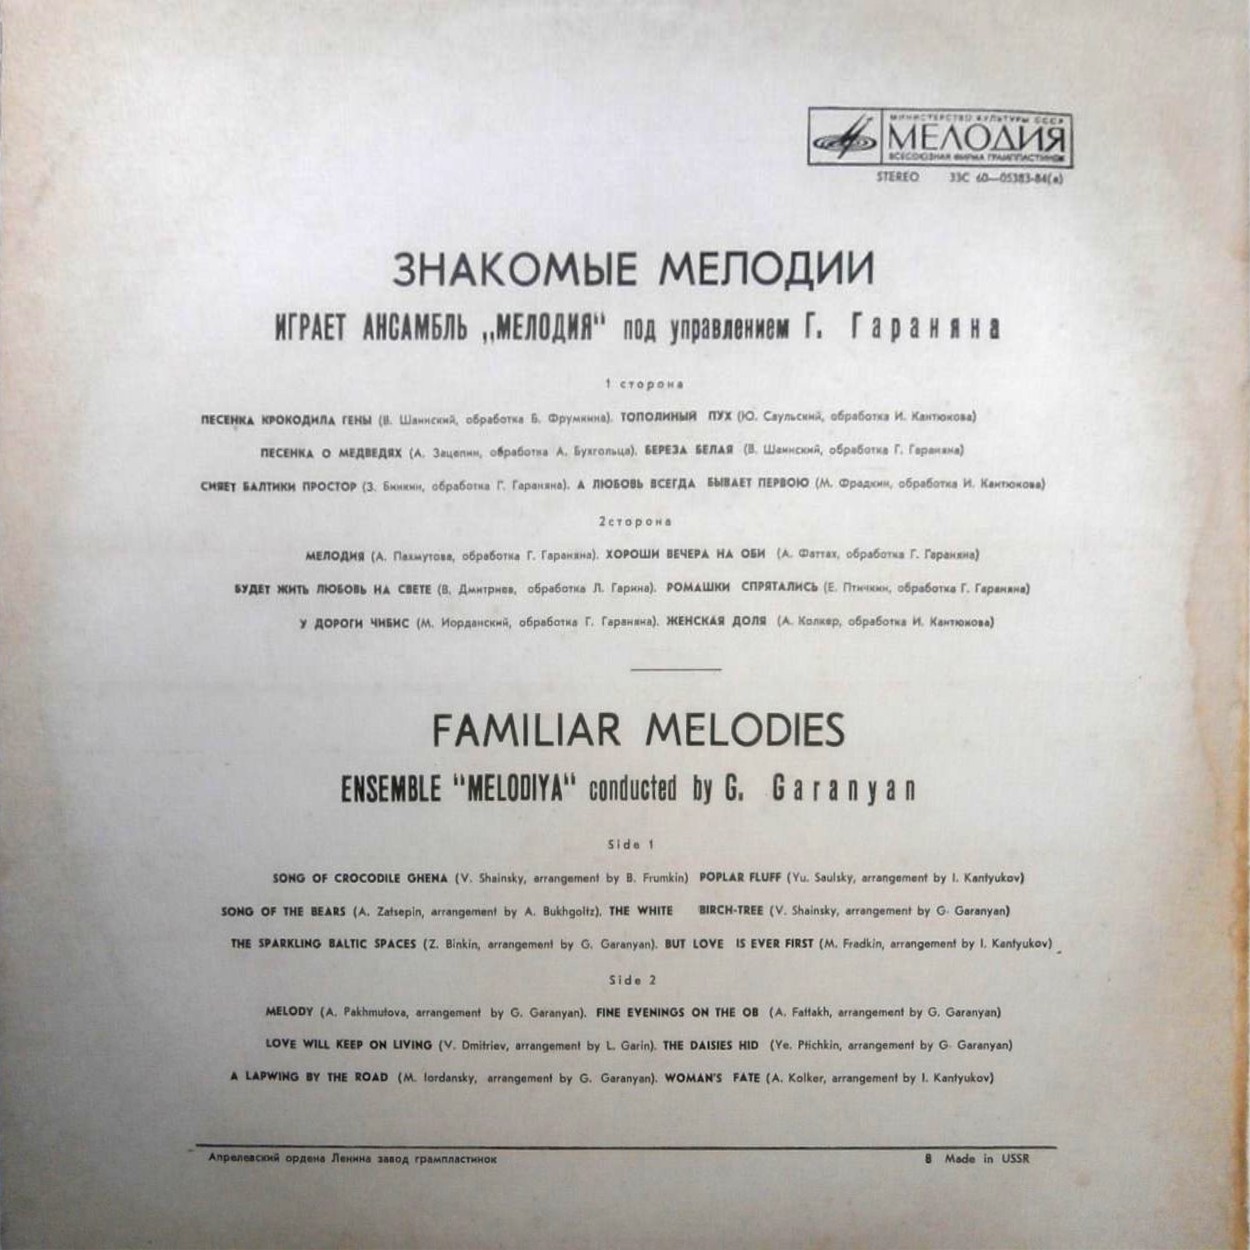 МИНИСТЕРСТВО КУЛЬТУРЫ СССР
МЕЛОДИЯ
ВСЕСОЮЗНАЯ ФИРМА ГРАМПЛАСТИНОК
STEREO 33С 60—05383-84(а)
ЗНАКОМЫЕ МЕЛОДИИ
ИГРАЕТ АНСАМБЛЬ „МЕЛОДИЯ“ под управлением Г. Гараняна
1 сторона
ПЕСЕНКА КРОКОДИЛА ГЕНЫ (В. Шаинский, обработка Б. Фрумкина). ТОПОЛИНЫЙ ПУХ (Ю. Саульский, обработка И. Кантюкова)
ПЕСЕНКА О МЕДВЕДЯХ (А. Зацепин, обработка А. Бухгольца). БЕРЕЗА БЕЛАЯ (В. Шаинский, обработка Г. Гараняна)
СИЯЕТ БАЛТИКИ ПРОСТОР (З. Бинкин, обработка Г. Гараняна). А ЛЮБОВЬ ВСЕГДА БЫВАЕТ ПЕРВОЮ (М. Фрадкин, обработка И. Кантюкова)
2сторона
МЕЛОДИЯ (А. Пахмутова, обработка Г. Гараняна). ХОРОШИ ВЕЧЕРА НА ОБИ (А. Фаттах, обработка Г. Гараняна)
БУДЕТ ЖИТЬ ЛЮБОВЬ НА СВЕТЕ (В. Дмитриев, обработка Л. Гарина). РОМАШКИ СПРЯТАЛИСЬ (Е. Птичкин, обработка Г. Гараняна)
У ДОРОГИ ЧИБИС (М. Иорданский, обработка Г. Гараняна). ЖЕНСКАЯ ДОЛЯ (А. Колкер, обработка И. Кантюкова)
FAMILIAR MELODIES
ENSEMBLE "MELODIYA" conducted by G. Garanyan
Side 1
SONG OF CROCODILE GHENA (V. Shainsky, arrangement by B. Frumkin) POPLAR FLUFF (Yu. Saulsky, arrangement by I. Kantyukov)
SONG OF THE BEARS (A. Zatsepin, arrangement by A. Bukhgoltz). THE WHITE BIRCH-TREE (V. Shainsky, arrangement by G. Garanyan)
THE SPARKLING BALTIC SPACES (Z. Binkin, arrangement by G. Garanyan). BUT LOVE IS EVER FIRST (M. Fradkin, arrangement by I. Kantyukov)
Side 2
MELODY (A. Pakhmutova, arrangement by G. Garanyan). FINE EVENINGS ON THE OB (A. Fattakh, arrangement by G. Garanyan)
LOVE WILL KEEP ON LIVING (V. Dmitriev, arrangement by L. Garin). THE DAISIES HID (Ye. Ptichkin, arrangement by G. Garanyan)
A LAPWING BY THE ROAD (M. Iordansky, arrangement by G. Garanyan). WOMAN'S FATE (A. Kolker, arrangement by I. Kantyukov)
Апрелевский ордена Ленина завод грампластинок 8 Made in USSR